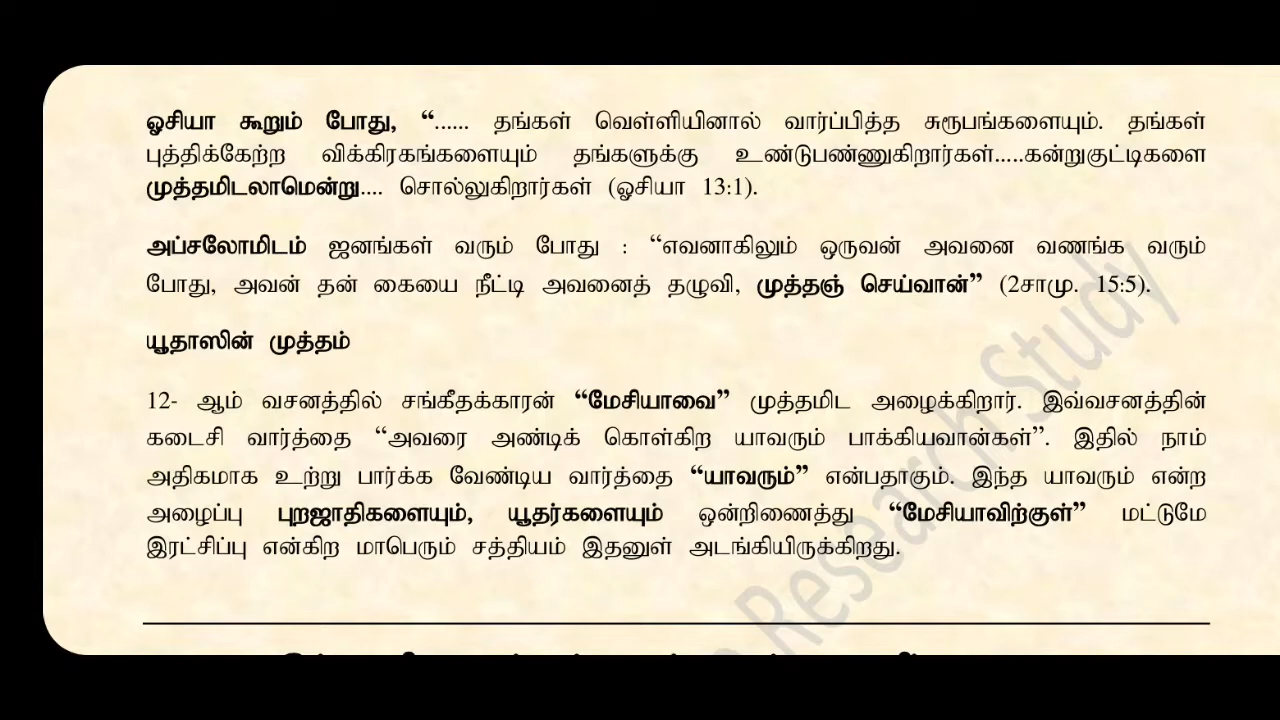 ஓசியா கூறும் போது, “...... தங்கள் வெள்ளியினால் வார்ப்பித்த சுரூபங்களையும். தங்கள்
புத்திக்கேற்ற விக்கிரகங்களையும் தங்களுக்கு உண்டுபண்ணுகிறார்கள்.....கன்றுகுட்டிகளை
முத்தமிடலாமென்று.... சொல்லுகிறார்கள் (ஓசியா 13:1).
அப்சலோமிடம் ஜனங்கள் வரும் போது : “எவனாகிலும் ஒருவன் அவனை வணங்க வரும்
போது, அவன் தன் கையை நீட்டி அவனைத் தழுவி, முத்தஞ் செய்வான்” (2சாமு. 15:5).
யூதாஸின் முத்தம்
12- ஆம் வசனத்தில் சங்கீதக்காரன் “மேசியாவை” முத்தமிட அழைக்கிறார். இவ்வசனத்தின்
கடைசி வார்த்தை “அவரை அண்டிக் கொள்கிற யாவரும் பாக்கியவான்கள்”. இதில் நாம்
அதிகமாக உற்று பார்க்க வேண்டிய வார்த்தை “யாவரும்” என்பதாகும். இந்த யாவரும் என்ற
அழைப்பு புறஜாதிகளையும், யூதர்களையும் ஒன்றிணைத்து “மேசியாவிற்குள்” மட்டுமே
இரட்சிப்பு என்கிற மாபெரும் சத்தியம் இதனுள் அடங்கியிருக்கிறது.
Research Study